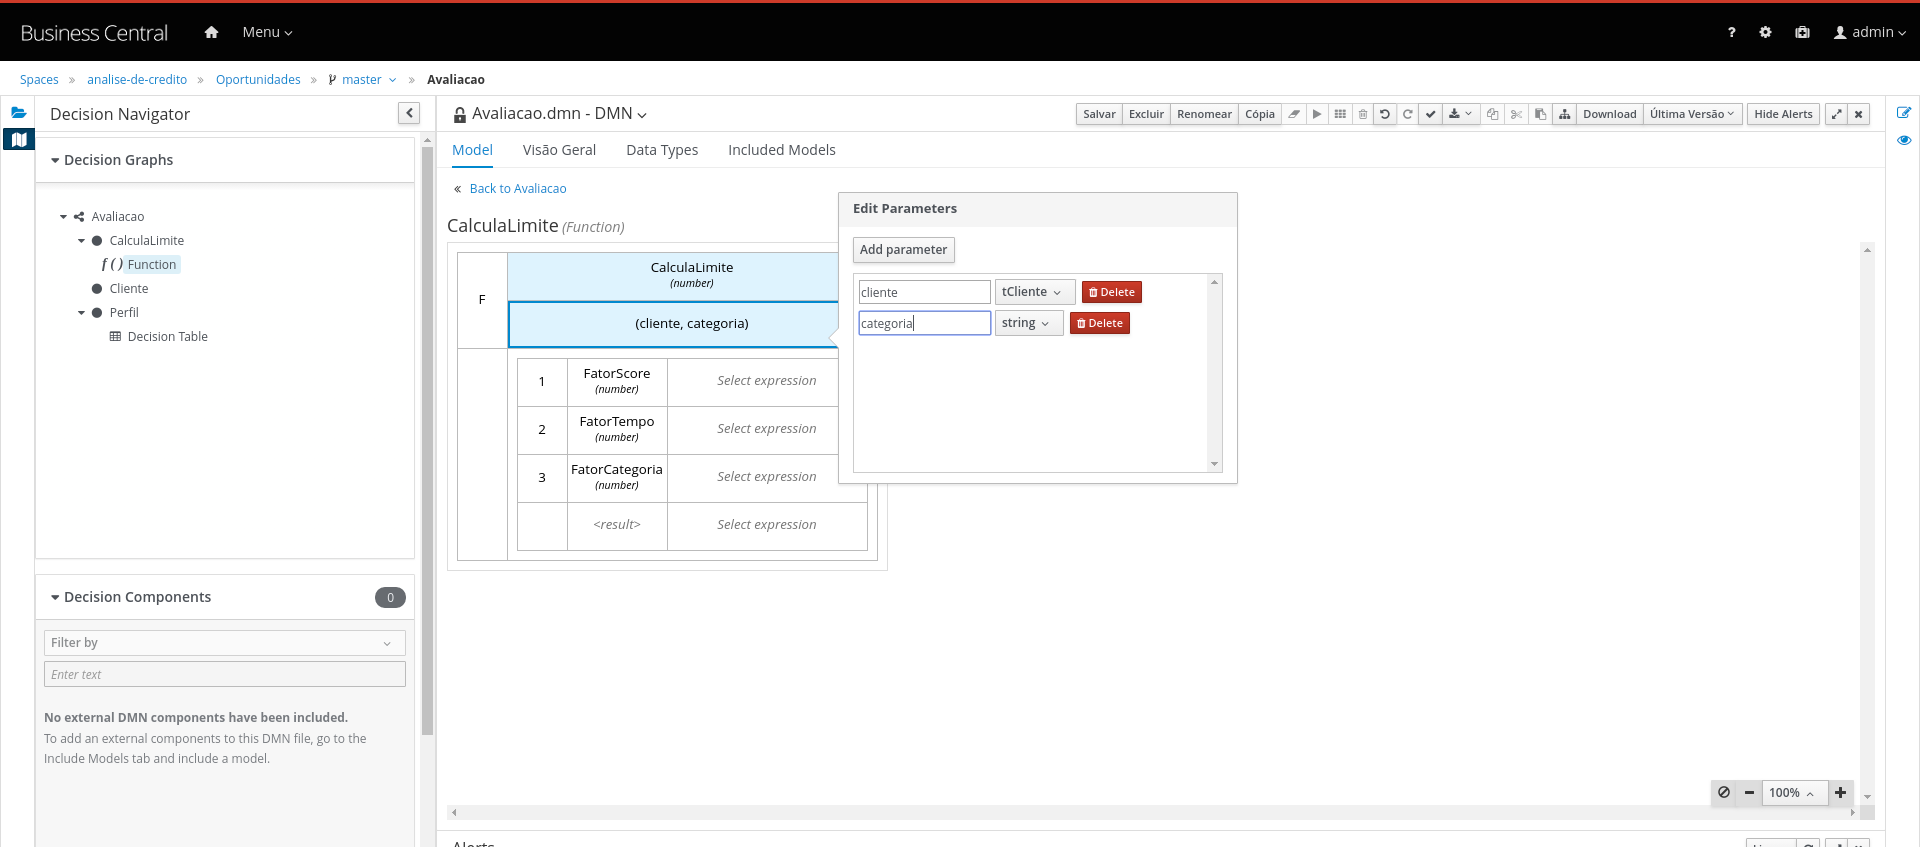 Business Central
Menu
?
admin
Spaces » analise-de-credito » Oportunidades » master » Avaliacao
Decision Navigator
Decision Graphs
Avaliacao
CalculaLimite
f ( ) Function
Cliente
Perfil
Decision Table
Decision Components
0
Filter by
Enter text
No external DMN components have been included.
To add an external components to this DMN file, go to the
Include Models tab and include a model.
Avaliacao.dmn - DMN
Salvar
Excluir
Renomear
Cópia
Download
Última Versão
Hide Alerts
Model
Visão Geral
Data Types
Included Models
« Back to Avaliacao
CalculaLimite (Function)
F
CalculaLimite
(number)
(cliente, categoria)
1
FatorScore
(number)
Select expression
2
FatorTempo
(number)
Select expression
3
FatorCategoria
(number)
Select expression
<result>
Select expression
Edit Parameters
Add parameter
cliente
tCliente
Delete
categoria
string
Delete
100%
Alerts